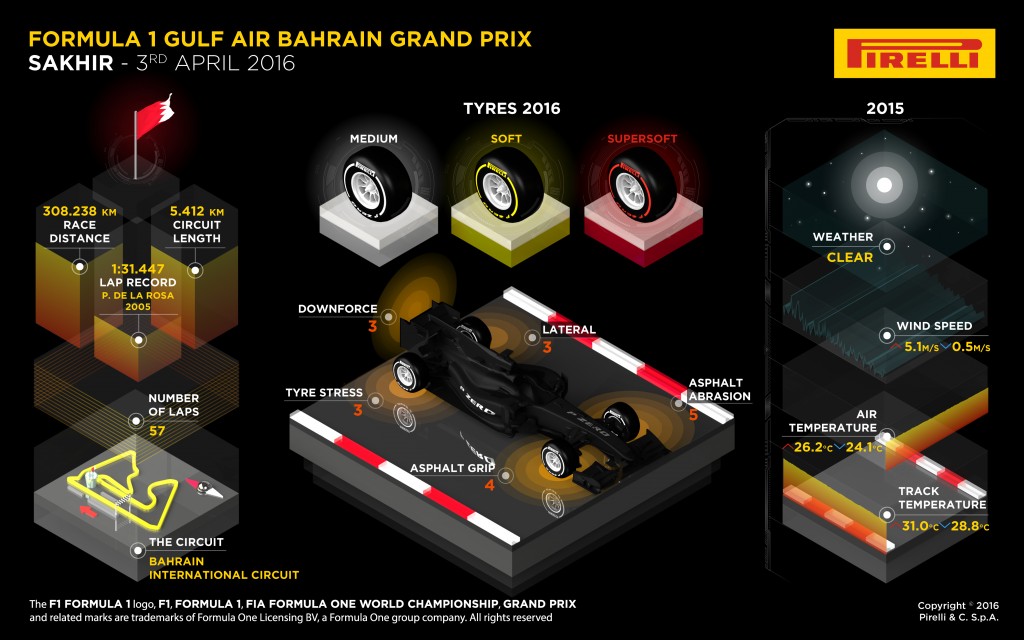 FORMULA 1 GULF AIR BAHRAIN GRAND PRIX
SAKHIR - 3RD APRIL 2016
PIRELLI
308.238 KM
RACE
DISTANCE
5.412 KM
CIRCUIT
LENGTH
1:31.447
LAP RECORD
P. DE LA ROSA
2005
NUMBER
OF LAPS
57
THE CIRCUIT
BAHRAIN
INTERNATIONAL CIRCUIT
TYRES 2016
MEDIUM
SOFT
SUPERSOFT
DOWNFORCE
3
LATERAL
3
TYRE STRESS
3
ASPHALT
ABRASION
5
ASPHALT GRIP
4
P ZERO
P ZERO
2015
WEATHER
CLEAR
WIND SPEED
5.1M/S 0.5M/S
AIR
TEMPERATURE
26.2°C 24.1°C
TRACK
TEMPERATURE
31.0°C 28.8°C
The F1 FORMULA 1 logo, F1, FORMULA 1, FIA FORMULA ONE WORLD CHAMPIONSHIP, GRAND PRIX
and related marks are trademarks of Formula One Licensing BV, a Formula One group company. All rights reserved
Copyright © 2016
Pirelli & C. S.p.A.